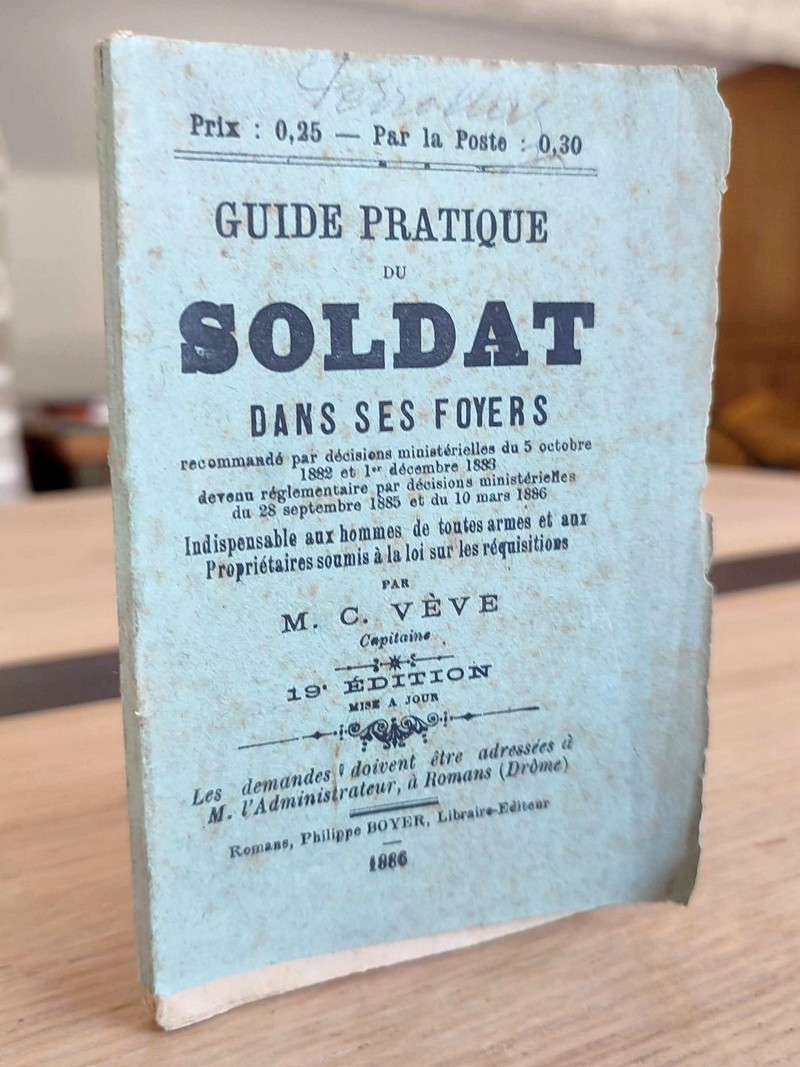 Prix : 0,25 — Par la Poste : 0,30
GUIDE PRATIQUE
DU
SOLDAT
DANS SES FOYERS
recommandé par décisions ministérielles du 5 octobre
1882 et 1er décembre 1883
devenu réglementaire par décisions ministérielles
du 28 septembre 1885 et du 10 mars 1886
Indispensable aux hommes de toutes armes et aux
Propriétaires soumis à la loi sur les réquisitions
PAR
M. C. VÈVE
Capitaine
19e ÉDITION
MISE A JOUR
Les demandes doivent être adressées à
M. l'Administrateur, à Romans (Drôme)
Romans, Philippe BOYER, Libraire-Editeur
1886